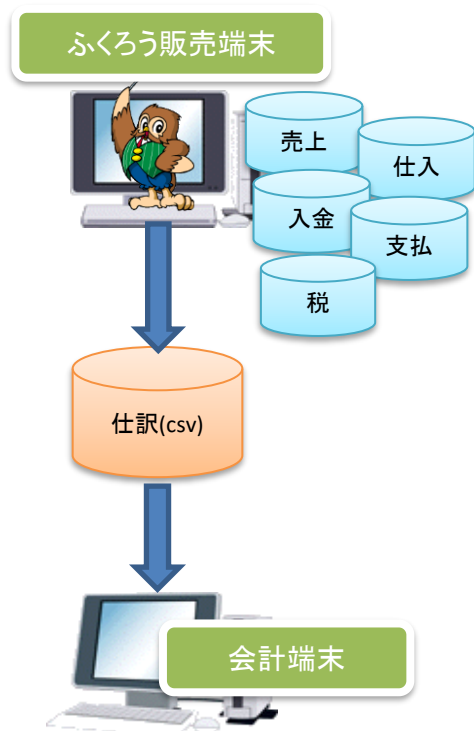 ふくろう販売端末
売上
仕入
入金
支払
税
仕訳(csv)
会計端末